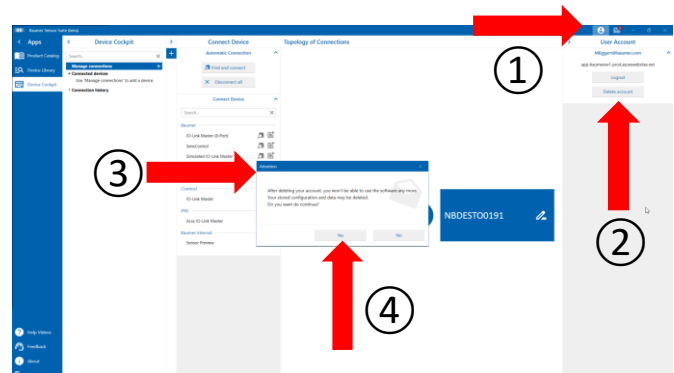 Baumer Sensor Suite (beta)
Apps
Product Catalog
Device Library
Device Cockpit
Help Videos
Feedback
About
Device Cockpit
Search...
Manage connections
Connected devices
Use "Manage connections" to add a device.
Connection history
Connect Device
Automatic Connection
Find and connect
Disconnect all
Connect Device
Search...
Baumer
IO-Link Master (8-Port)
SensControl
Simulated IO-Link Master
Control
IO-Link Master
IFM
AL1x IO-Link Master
Baumer Internal
Sensor Preview
Topology of Connections
Attention
After deleting your account, you won't be able to use the software any more.
Your stored configuration and data may be deleted.
Do you want do continue?
Yes
No
NBDESTO0191
User Account
Logout
Delete account
1
2
3
4